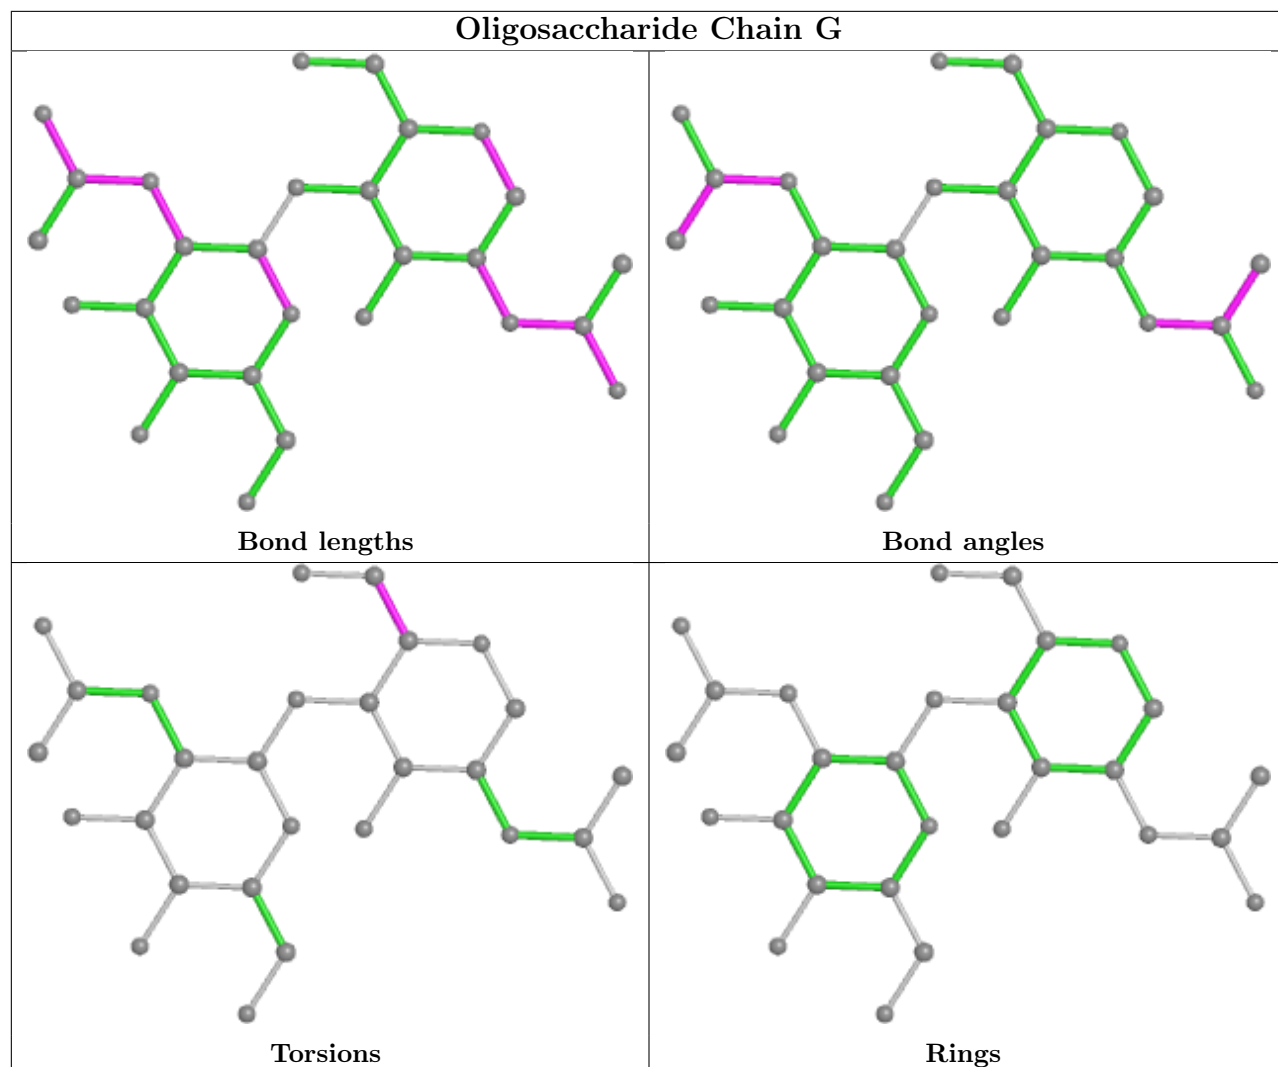 Oligosaccharide Chain G
Bond lengths
Bond angles
Torsions
Rings